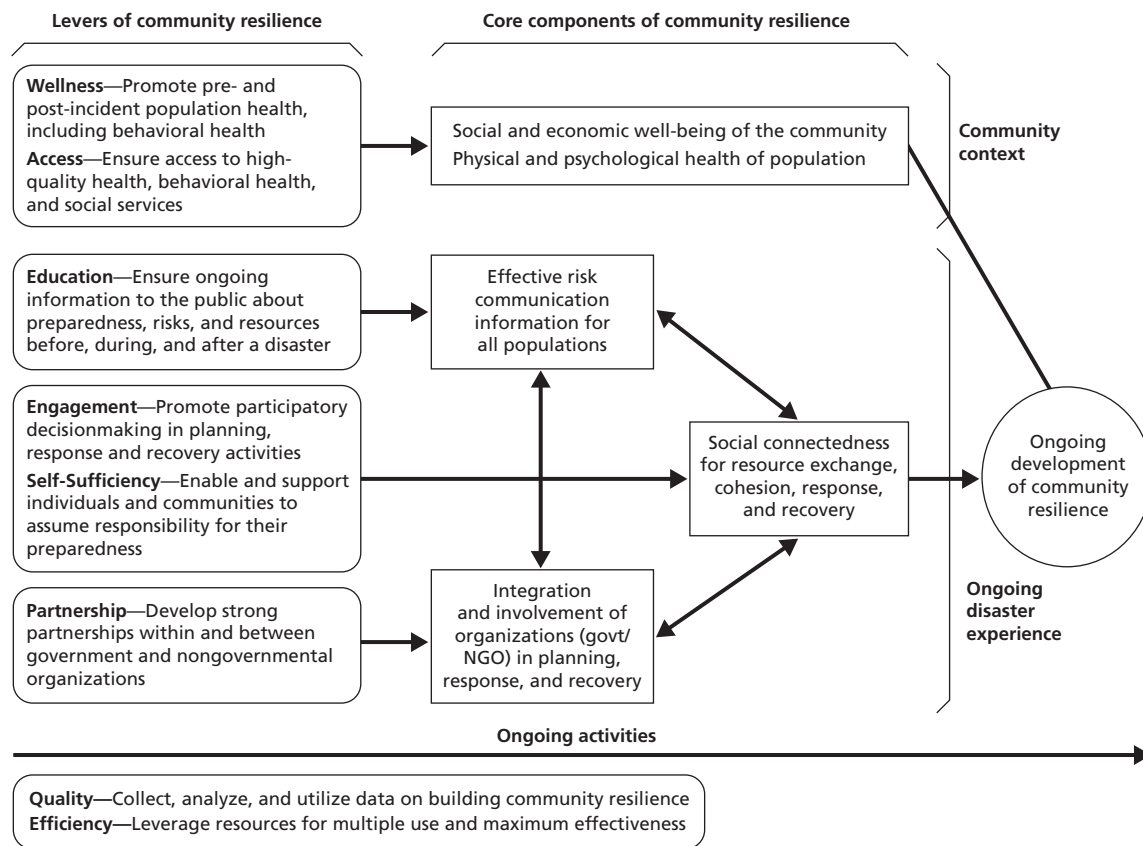 Levers of community resilience
Core components of community resilience
Wellness—Promote pre- and
post-incident population health,
including behavioral health
Access—Ensure access to high-
quality health, behavioral health,
and social services
Social and economic well-being of the community
Physical and psychological health of population
Community
context
Education—Ensure ongoing
information to the public about
preparedness, risks, and resources
before, during, and after a disaster
Effective risk
communication
information for
all populations
Engagement—Promote participatory
decisionmaking in planning,
response and recovery activities
Self-Sufficiency—Enable and support
individuals and communities to
assume responsibility for their
preparedness
Social connectedness
for resource exchange,
cohesion, response,
and recovery
Ongoing
development
of community
resilience
Partnership—Develop strong
partnerships within and between
government and nongovernmental
organizations
Integration
and involvement of
organizations (govt/
NGO) in planning,
response, and recovery
Ongoing
disaster
experience
Ongoing activities
Quality—Collect, analyze, and utilize data on building community resilience
Efficiency—Leverage resources for multiple use and maximum effectiveness